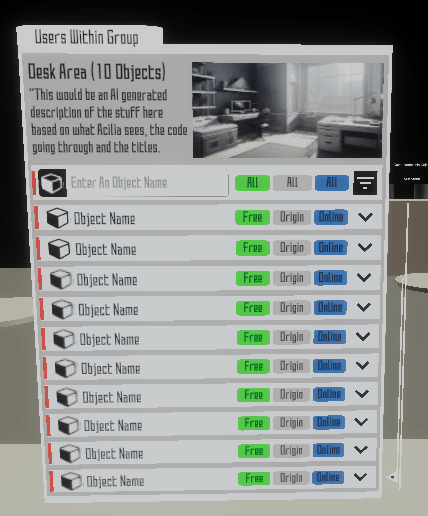 Users Within Group
Desk Area (10 Objects)
"This would be an AI generated
description of the stuff here
based on what Acilia sees, the code
going through and the titles.
Enter An Object Name All All All
Object Name Free Origin Online
Object Name Free Origin Online
Object Name Free Origin Online
Object Name Free Origin Online
Object Name Free Origin Online
Object Name Free Origin Online
Object Name Free Origin Online
Object Name Free Origin Online
Object Name Free Origin Online
Object Name Free Origin Online